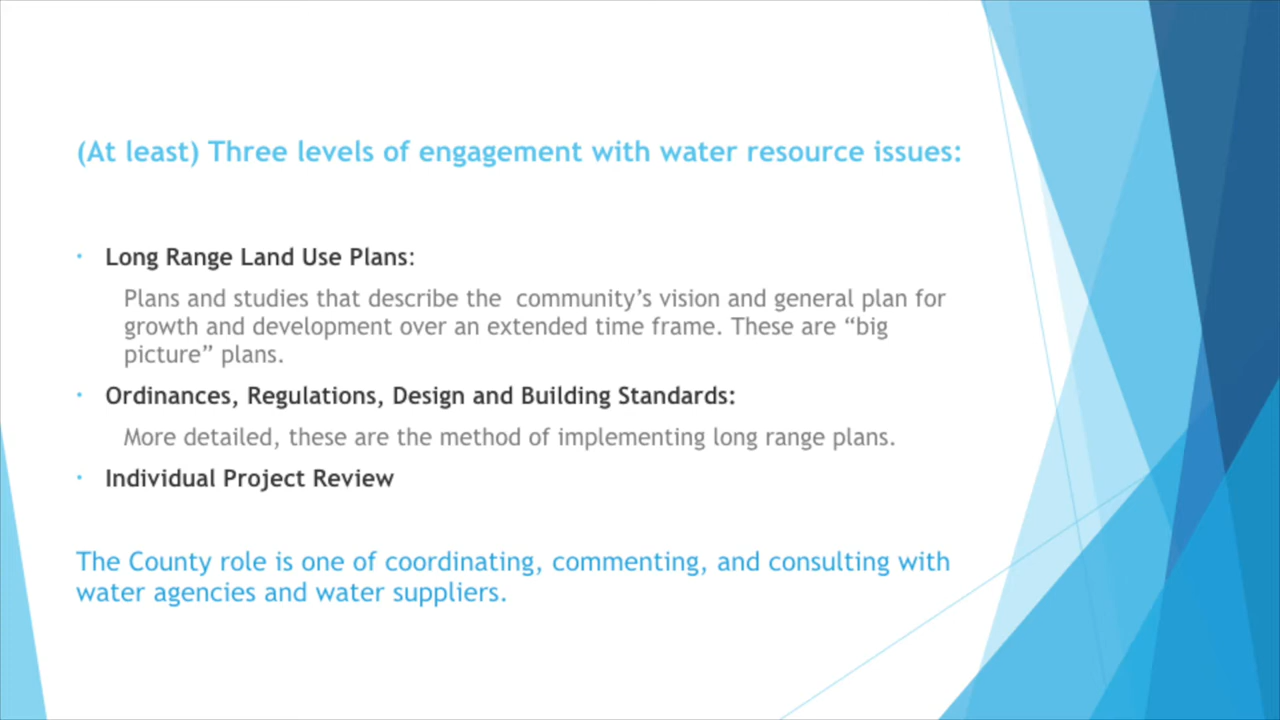 (At least) Three levels of engagement with water resource issues:
• Long Range Land Use Plans:
Plans and studies that describe the  community’s vision and general plan for
growth and development over an extended time frame. These are “big
picture” plans.
• Ordinances, Regulations, Design and Building Standards:
More detailed, these are the method of implementing long range plans.
• Individual Project Review
The County role is one of coordinating, commenting, and consulting with
water agencies and water suppliers.